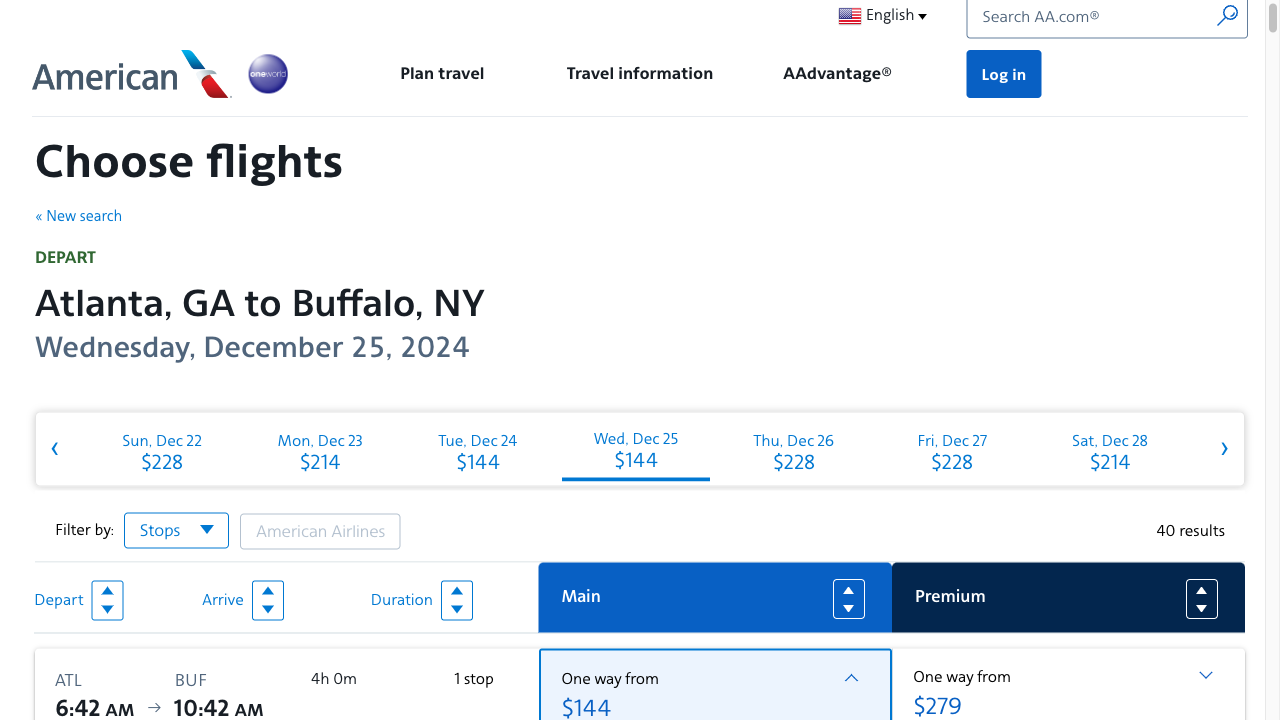 English
Search AA.com®
American
oneworld
Plan travel
Travel information
AAdvantage®
Log in
Choose flights
« New search
DEPART
Atlanta, GA to Buffalo, NY
Wednesday, December 25, 2024
‹
Sun, Dec 22
$228
Mon, Dec 23
$214
Tue, Dec 24
$144
Wed, Dec 25
$144
Thu, Dec 26
$228
Fri, Dec 27
$228
Sat, Dec 28
$214
›
Filter by:
Stops
American Airlines
40 results
Depart
Arrive
Duration
Main
Premium
ATL
BUF
4h 0m
1 stop
6:42 AM → 10:42 AM
One way from
$144
One way from
$279